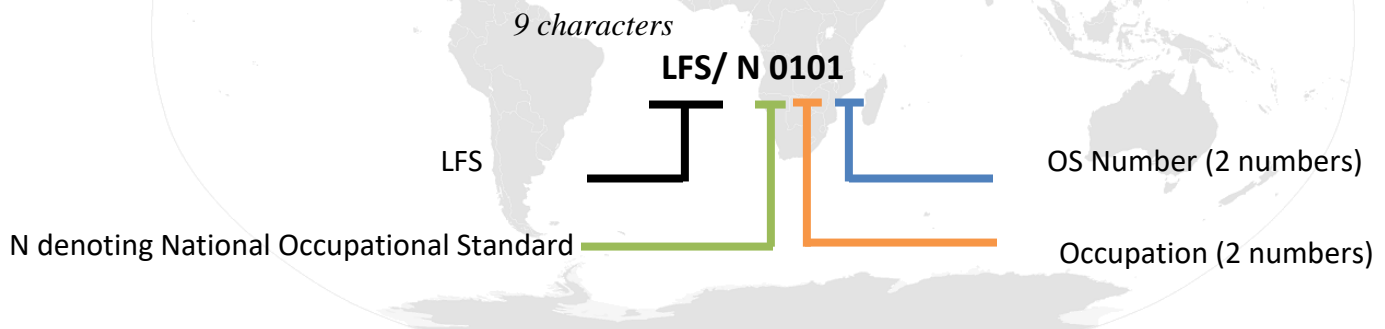 9 characters
LFS/ N 0101
LFS
OS Number (2 numbers)
N denoting National Occupational Standard
Occupation (2 numbers)